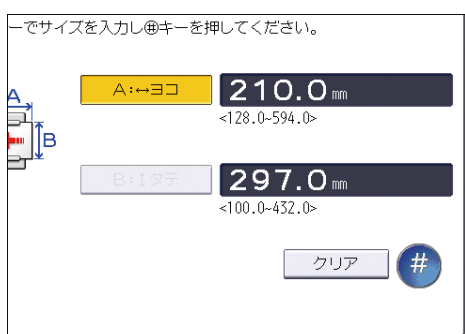 ーでサイズを入力し#キーを押してください。
A
B
A:↔ヨコ
210.0mm
<128.0~594.0>
B:↕タテ
297.0mm
<100.0~432.0>
クリア
#